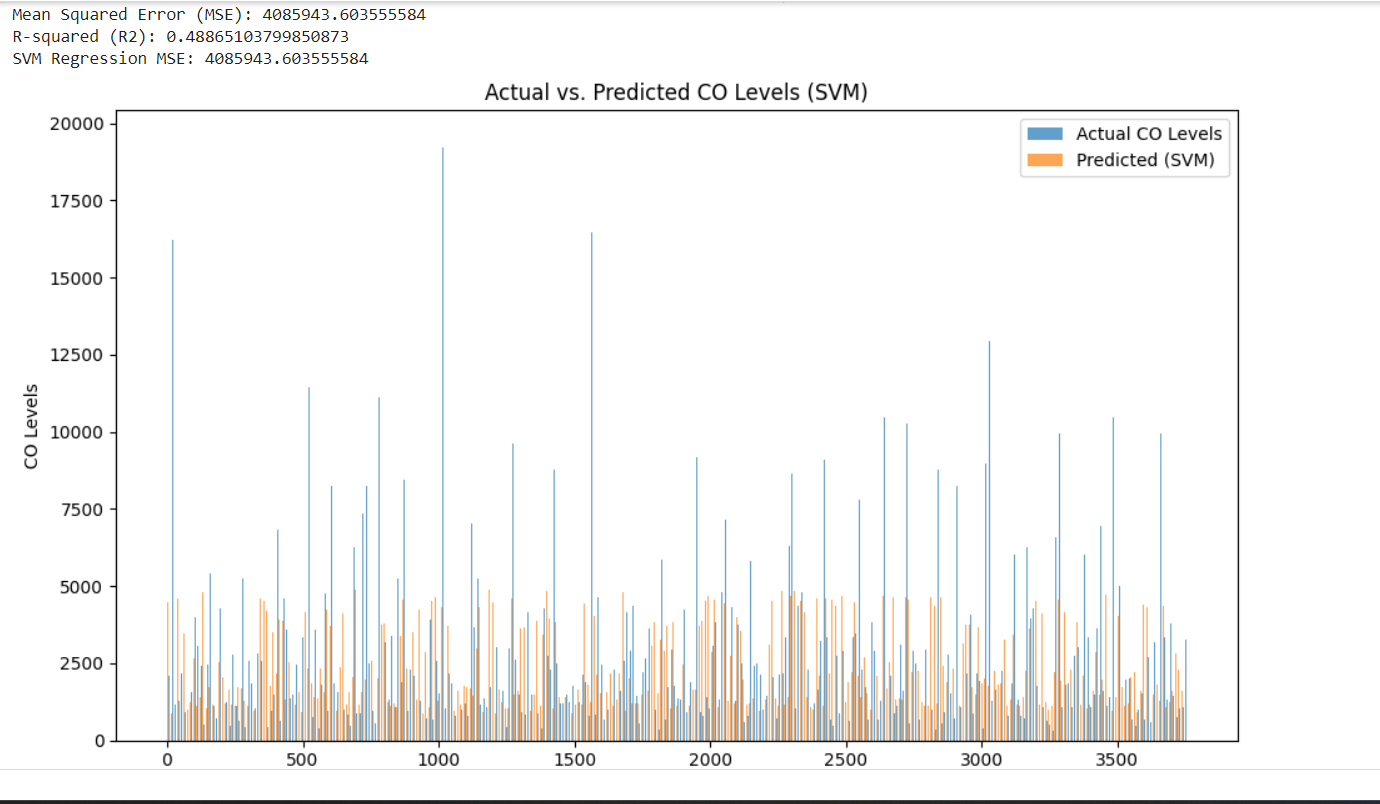 Mean Squared Error (MSE): 4085943.603555584
R-squared (R2): 0.48865103799850873
SVM Regression MSE: 4085943.603555584
Actual vs. Predicted CO Levels (SVM)
Actual CO Levels
Predicted (SVM)
CO Levels
20000
17500
15000
12500
10000
7500
5000
2500
0
0 500 1000 1500 2000 2500 3000 3500